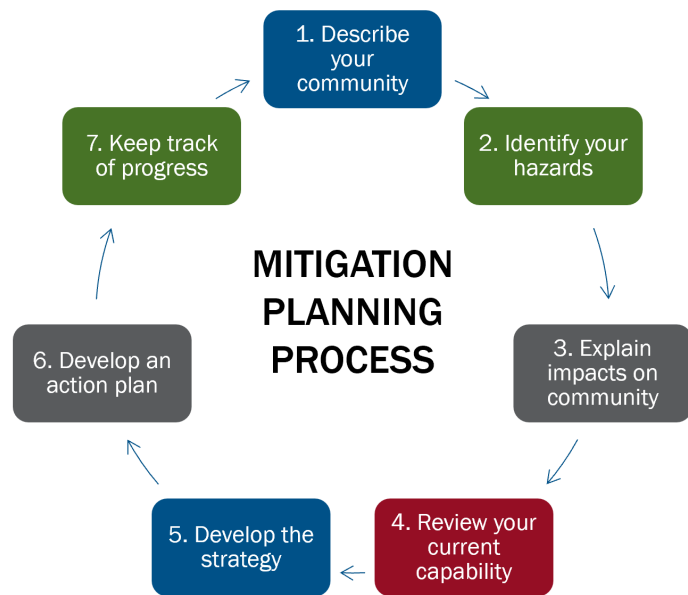 1. Describe
your
community
2. Identify your
hazards
3. Explain
impacts on
community
4. Review your
current
capability
5. Develop the
strategy
6. Develop an
action plan
7. Keep track
of progress
MITIGATION
PLANNING
PROCESS